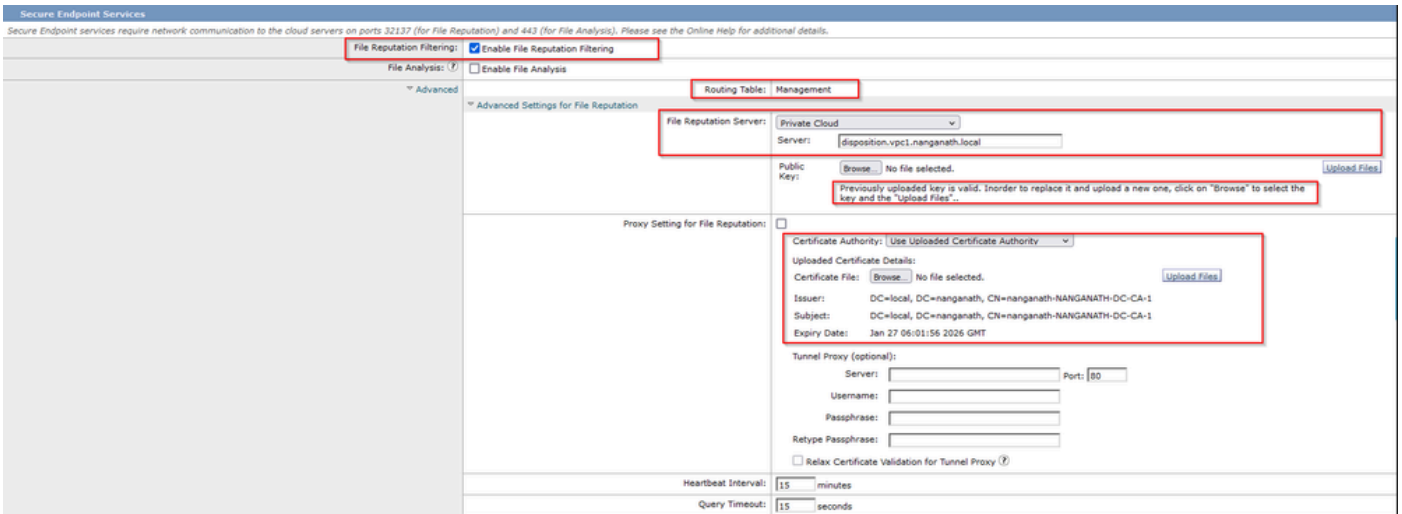 Secure Endpoint Services
Secure Endpoint services require network communication to the cloud servers on ports 32137 (for File Reputation) and 443 (for File Analysis). Please see the Online Help for additional details.
File Reputation Filtering: Enable File Reputation Filtering
File Analysis: ? Enable File Analysis
Advanced
Routing Table: Management
Advanced Settings for File Reputation
File Reputation Server: Private Cloud
Server: disposition.vpc1.nanganath.local
Public Key: Browse... No file selected. Upload Files
Previously uploaded key is valid. Inorder to replace it and upload a new one, click on "Browse" to select the
key and the "Upload Files"..
Proxy Setting for File Reputation:
Certificate Authority: Use Uploaded Certificate Authority
Uploaded Certificate Details:
Certificate File: Browse... No file selected. Upload Files
Issuer: DC=local, DC=nanganath, CN=nanganath-NANGANATH-DC-CA-1
Subject: DC=local, DC=nanganath, CN=nanganath-NANGANATH-DC-CA-1
Expiry Date: Jan 27 06:01:56 2026 GMT
Tunnel Proxy (optional):
Server: Port: 80
Username:
Passphrase:
Retype Passphrase:
Relax Certificate Validation for Tunnel Proxy ?
Heartbeat Interval: 15 minutes
Query Timeout: 15 seconds